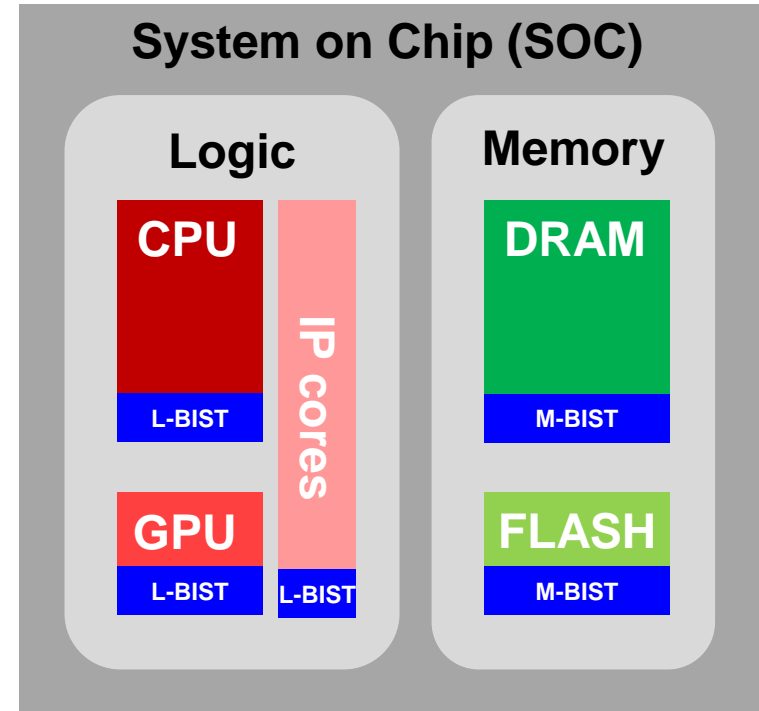 System on Chip (SOC)
Logic
CPU
L-BIST
GPU
L-BIST
IP cores
L-BIST
Memory
DRAM
M-BIST
FLASH
M-BIST